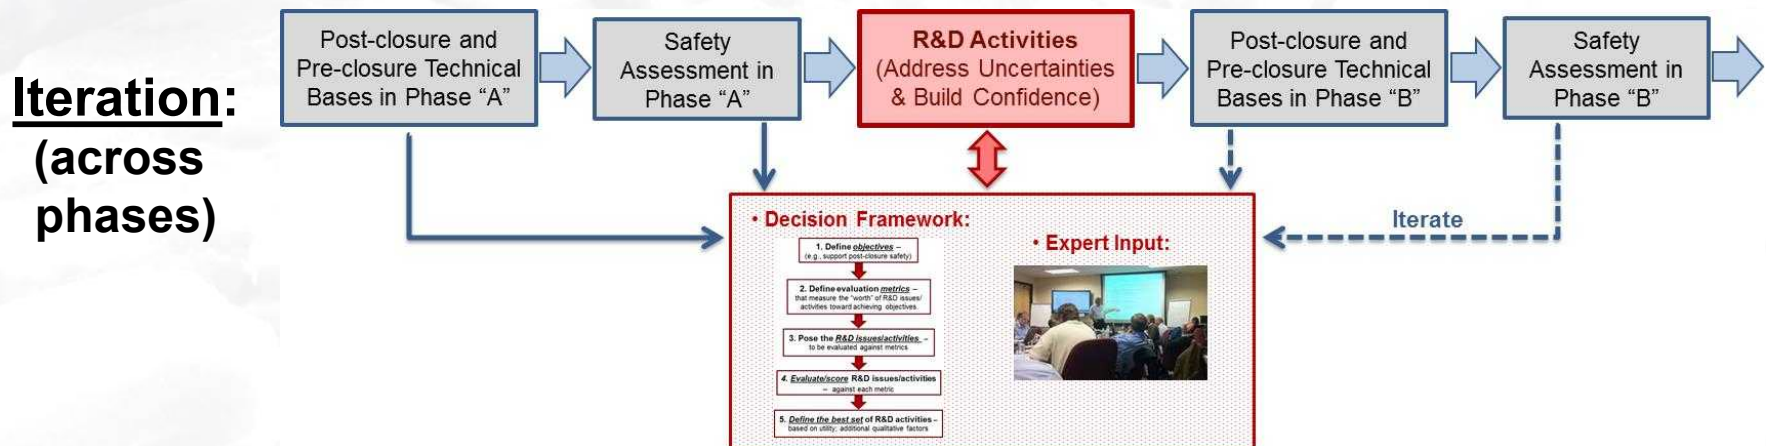 Iteration:
(across
phases)
Post-closure and
Pre-closure Technical
Bases in Phase “A”
Safety
Assessment in
Phase “A”
R&D Activities
(Address Uncertainties
& Build Confidence)
Post-closure and
Pre-closure Technical
Bases in Phase “B”
Safety
Assessment in
Phase “B”
Iterate
• Decision Framework:
1. Define objectives –
(e.g., support post-closure safety)
2. Define evaluation metrics –
that measure the “worth” of R&D issues/
activities toward achieving objectives.
3. Pose the R&D issues/activities –
to be evaluated against metrics
4. Evaluate/score R&D issues/activities
– against each metric
5. Define the best set of R&D activities –
based on utility; additional qualitative factors
• Expert Input: